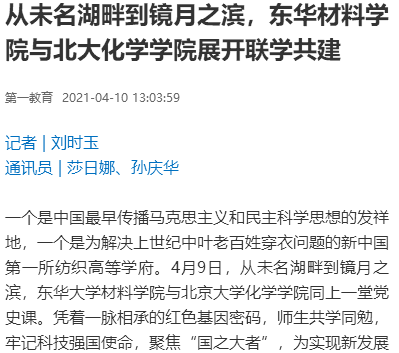 从未名湖畔到镜月之滨，东华材料学
院与北大化学学院展开联学共建
第一教育 2021-04-10 13:03:59
记者 | 刘时玉
通讯员 | 莎日娜、孙庆华
一个是中国最早传播马克思主义和民主科学思想的发祥
地，一个是为解决上世纪中叶老百姓穿衣问题的新中国
第一所纺织高等学府。4月9日，从未名湖畔到镜月之
滨，东华大学材料学院与北京大学化学学院同上一堂党
史课。凭着一脉相承的红色基因密码，师生共学同勉，
牢记科技强国使命，聚焦“国之大者”，为实现新发展